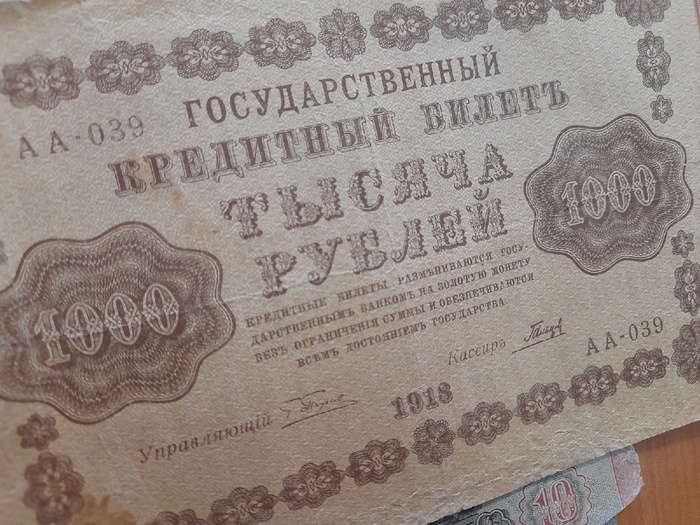 АА-039
ГОСУДАРСТВЕННЫЙ
КРЕДИТНЫЙ БИЛЕТЪ
ТЫСЯЧА
РУБЛЕЙ
1000
1000
КРЕДИТНЫЕ БИЛЕТЫ РАЗМѢНИВАЮТСЯ ГОСУ-
ДАРСТВЕННЫМЪ БАНКОМЪ НА ЗОЛОТУЮ МОНЕТУ
БЕЗЪ ОГРАНИЧЕНІЯ СУММЫ И ОБЕЗПЕЧИВАЮТСЯ
ВСѢМЪ ДОСТОЯНІЕМЪ ГОСУДАРСТВА.
Управляющій
Кассиръ
АА-039
1918
10